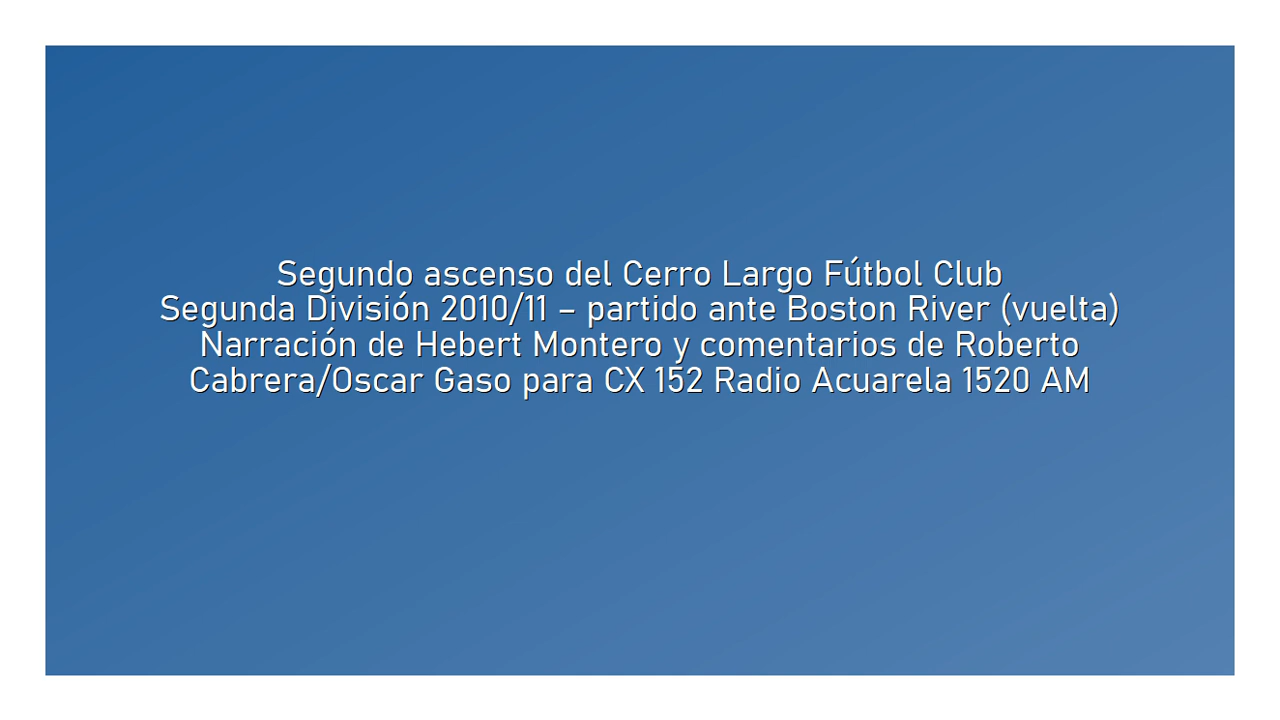 Segundo ascenso del Cerro Largo Fútbol Club
Segunda División 2010/11 – partido ante Boston River (vuelta)
Narración de Hebert Montero y comentarios de Roberto
Cabrera/Oscar Gaso para CX 152 Radio Acuarela 1520 AM